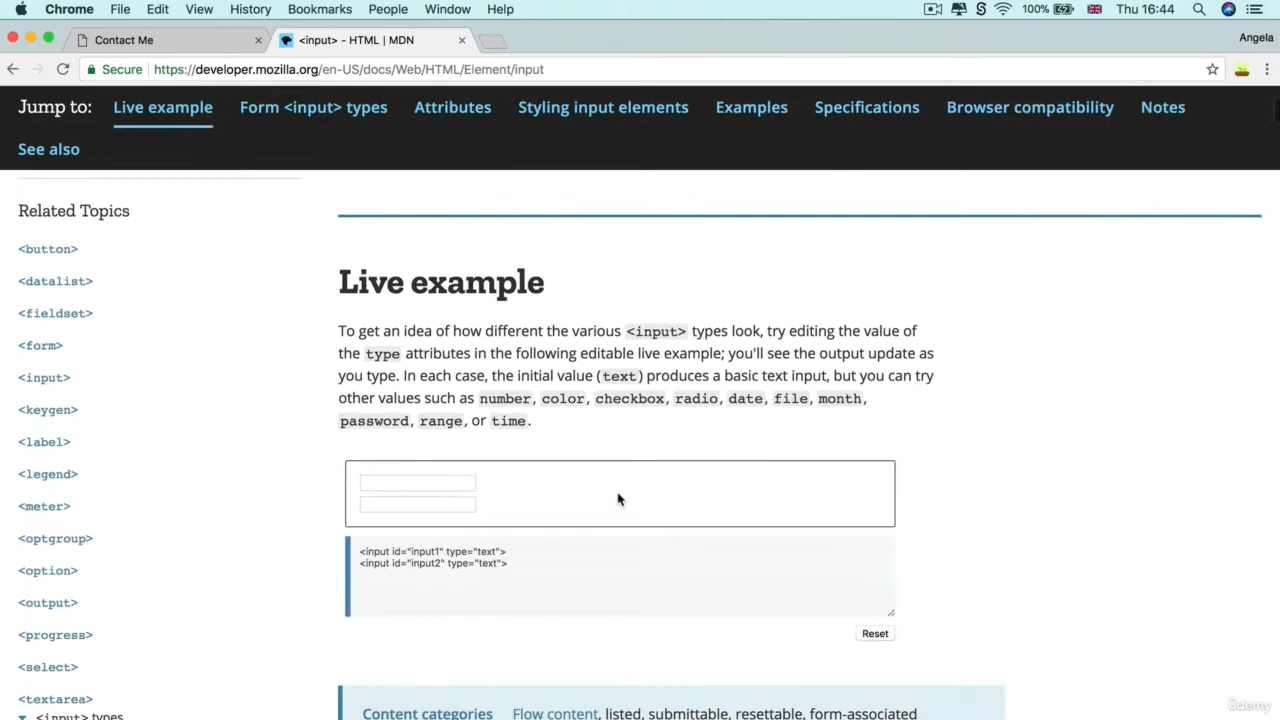 Chrome File Edit View History Bookmarks People Window Help 100% Thu 16:44
Contact Me <input> - HTML | MDN Angela
Secure https://developer.mozilla.org/en-US/docs/Web/HTML/Element/input
Jump to: Live example Form <input> types Attributes Styling input elements Examples Specifications Browser compatibility Notes
See also
Related Topics
<button>
<datalist>
<fieldset>
<form>
<input>
<keygen>
<label>
<legend>
<meter>
<optgroup>
<option>
<output>
<progress>
<select>
<textarea>
<input> types
Live example
To get an idea of how different the various <input> types look, try editing the value of
the type attributes in the following editable live example; you'll see the output update as
you type. In each case, the initial value (text) produces a basic text input, but you can try
other values such as number, color, checkbox, radio, date, file, month,
password, range, or time.
<input id="input1" type="text">
<input id="input2" type="text">
Reset
Content categories Flow content, listed, submittable, resettable, form-associated
ûdemy